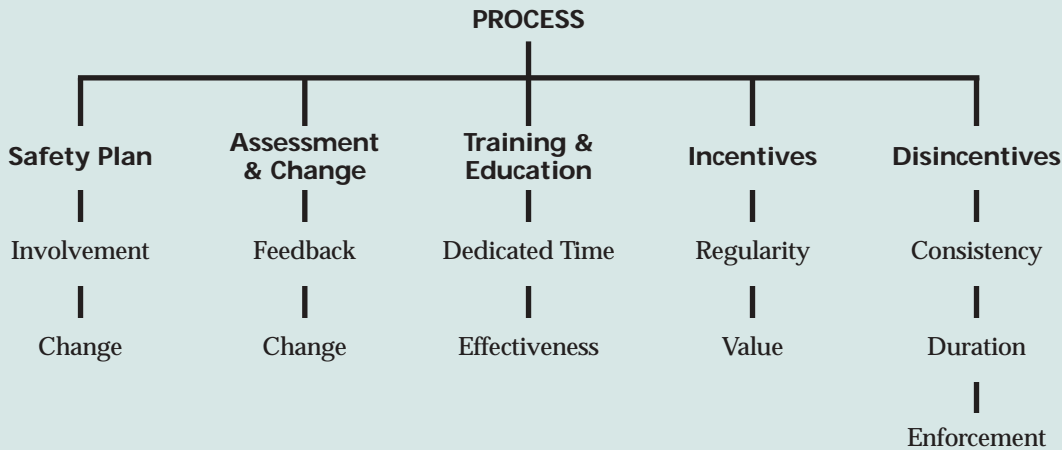 PROCESS
Safety Plan
Assessment
& Change
Training &
Education
Incentives
Disincentives
Involvement
Feedback
Dedicated Time
Regularity
Consistency
Change
Change
Effectiveness
Value
Duration
Enforcement